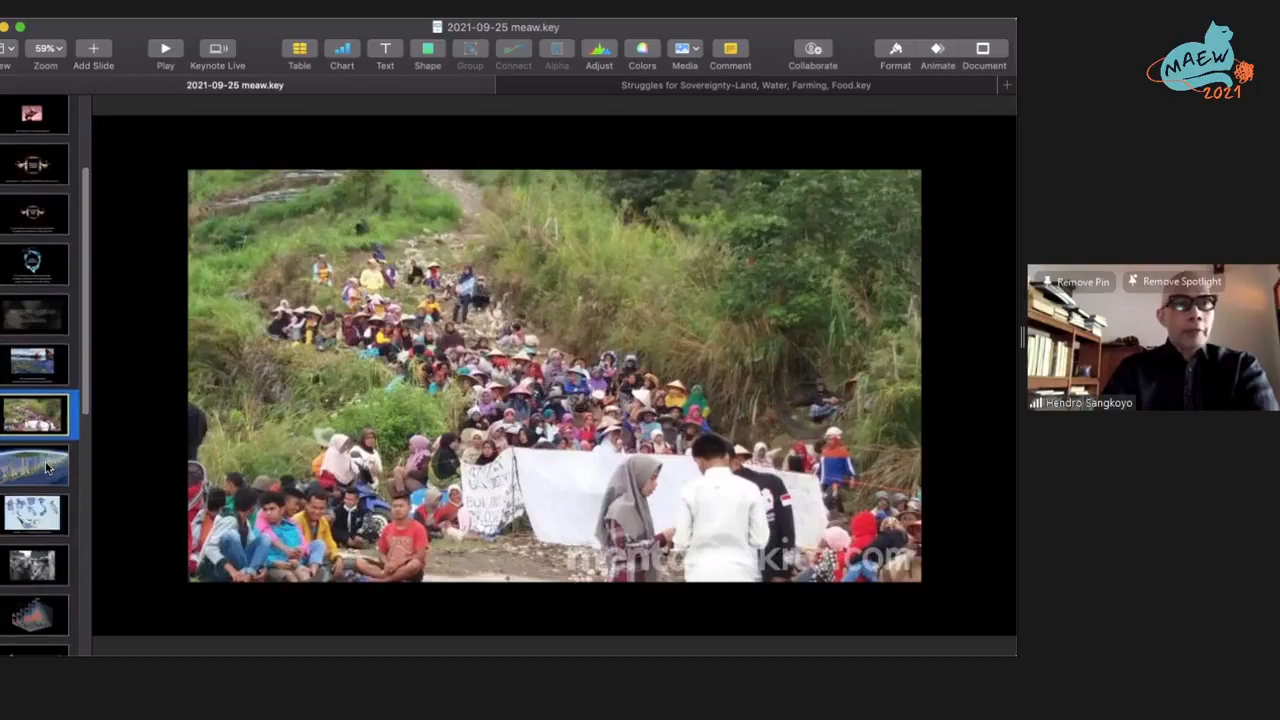 2021-09-25 meaw.key
59%
Zoom
Add Slide
Play
Keynote Live
Table
Chart
Text
Shape
Group
Connect
Alpha
Adjust
Colors
Media
Comment
Collaborate
Format
Animate
Document
2021-09-25 meaw.key
Struggles for Sovereignty-Land, Water, Farming, Food.key
MAEW
2021
Remove Pin
Remove Spotlight
Hendro Sangkoyo